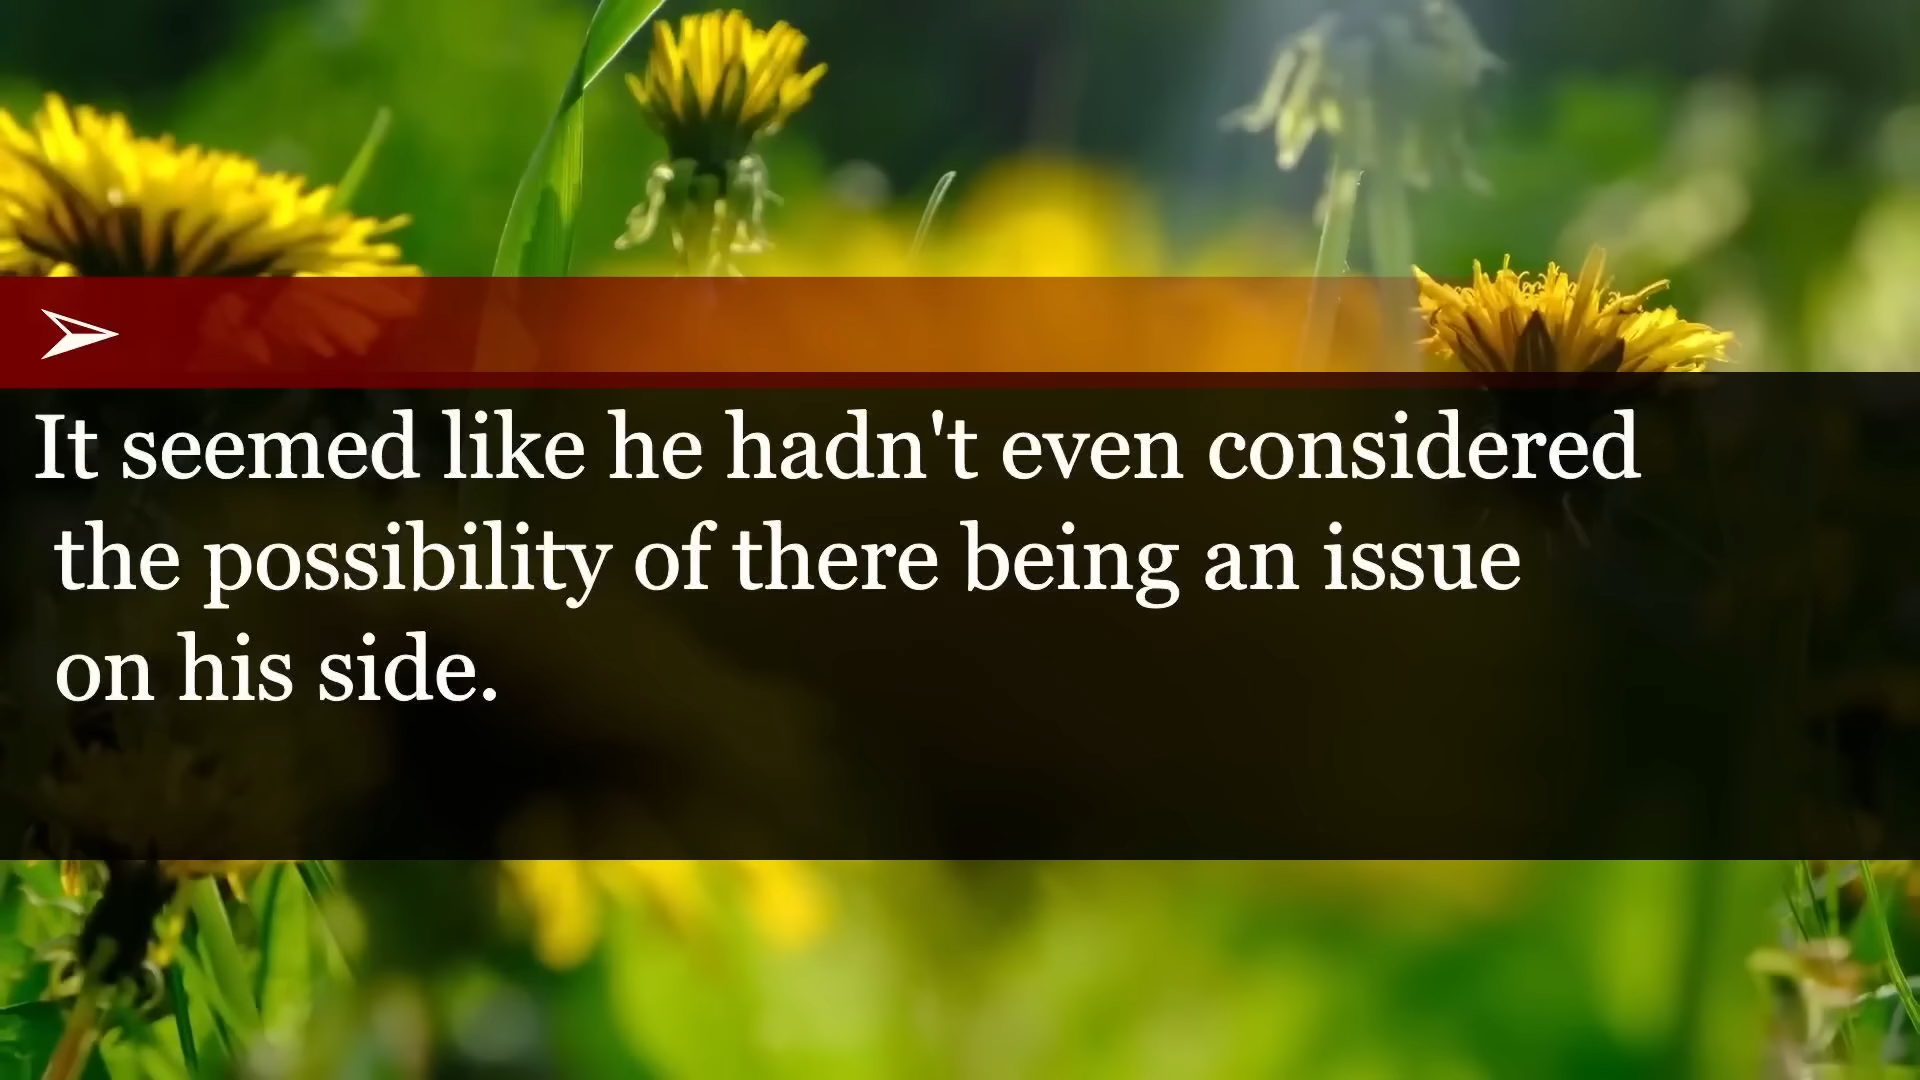 It seemed like he hadn't even considered
the possibility of there being an issue
on his side.